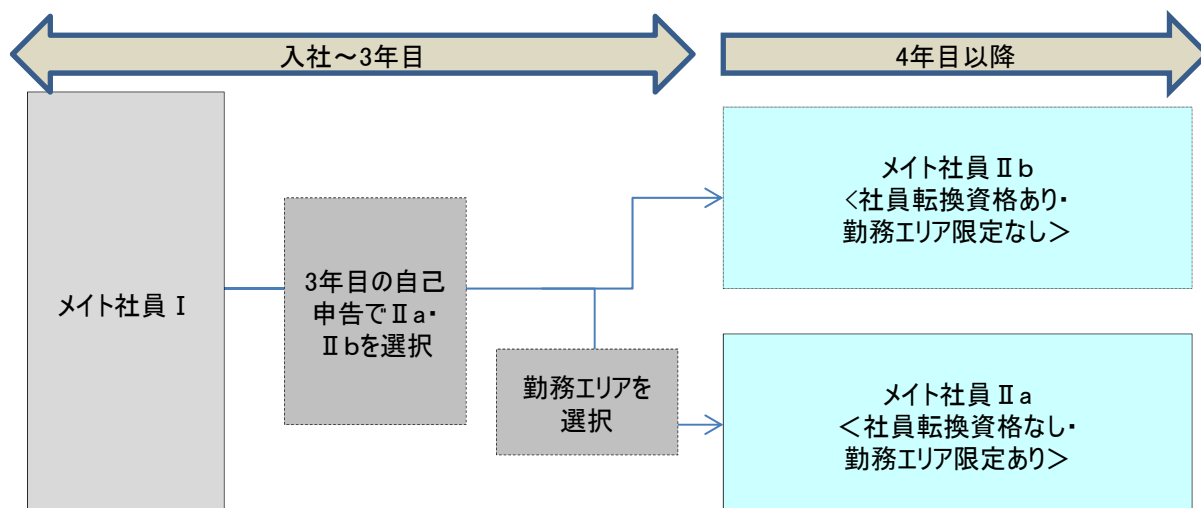 入社～3年目
4年目以降
メイト社員Ⅰ
3年目の自己
申告でⅡa・
Ⅱbを選択
勤務エリアを
選択
メイト社員Ⅱb
<社員転換資格あり・
勤務エリア限定なし＞
メイト社員Ⅱa
＜社員転換資格なし・
勤務エリア限定あり＞